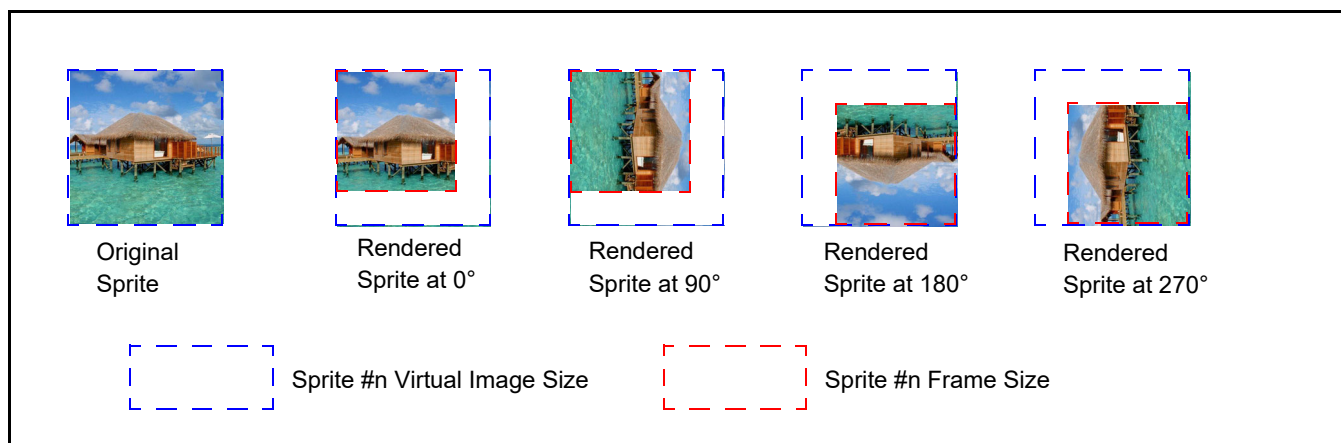 Original
Sprite
Rendered
Sprite at 0°
Rendered
Sprite at 90°
Rendered
Sprite at 180°
Rendered
Sprite at 270°
Sprite #n Virtual Image Size
Sprite #n Frame Size